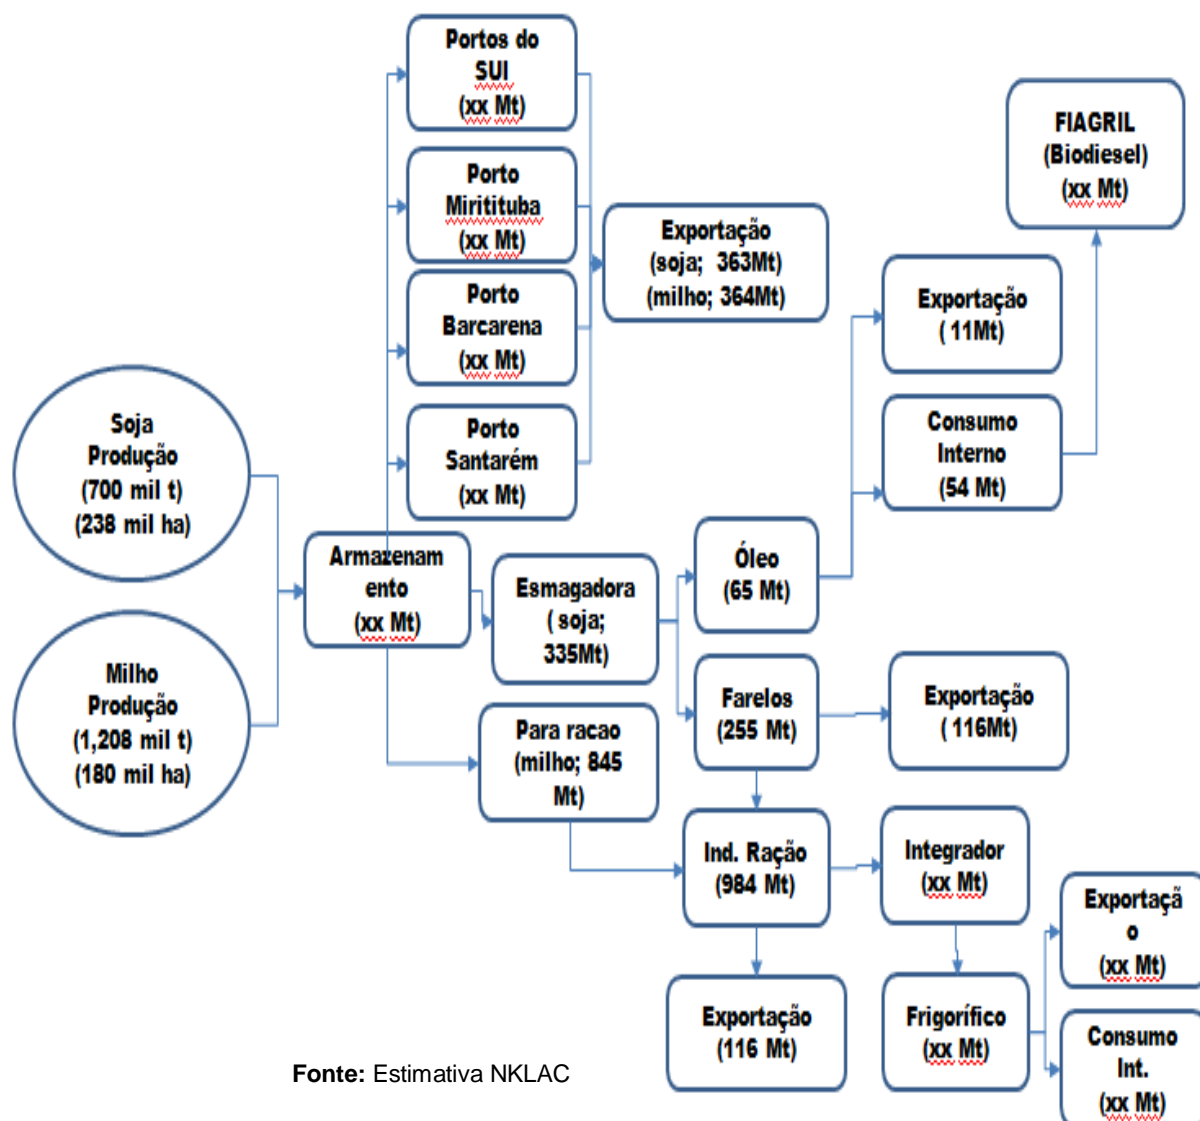 Portos do
SUl
(xx Mt)
Porto
Miritituba
(xx Mt)
Porto
Barcarena
(xx Mt)
Porto
Santarém
(xx Mt)
Exportação
(soja; 363Mt)
(milho; 364Mt)
FIAGRIL
(Biodiesel)
(xx Mt)
Exportação
( 11Mt)
Consumo
Interno
(54 Mt)
Soja
Produção
(700 mil t)
(238 mil ha)
Milho
Produção
(1,208 mil t)
(180 mil ha)
Armazenam
ento
(xx Mt)
Esmagadora
( soja;
335Mt)
Para racao
(milho; 845
Mt)
Óleo
(65 Mt)
Farelos
(255 Mt)
Exportação
( 116Mt)
Ind. Ração
(984 Mt)
Integrador
(xx Mt)
Exportação
(116 Mt)
Frigorífico
(xx Mt)
Exportaçã
o
(xx Mt)
Consumo
Int.
(xx Mt)
Fonte: Estimativa NKLAC